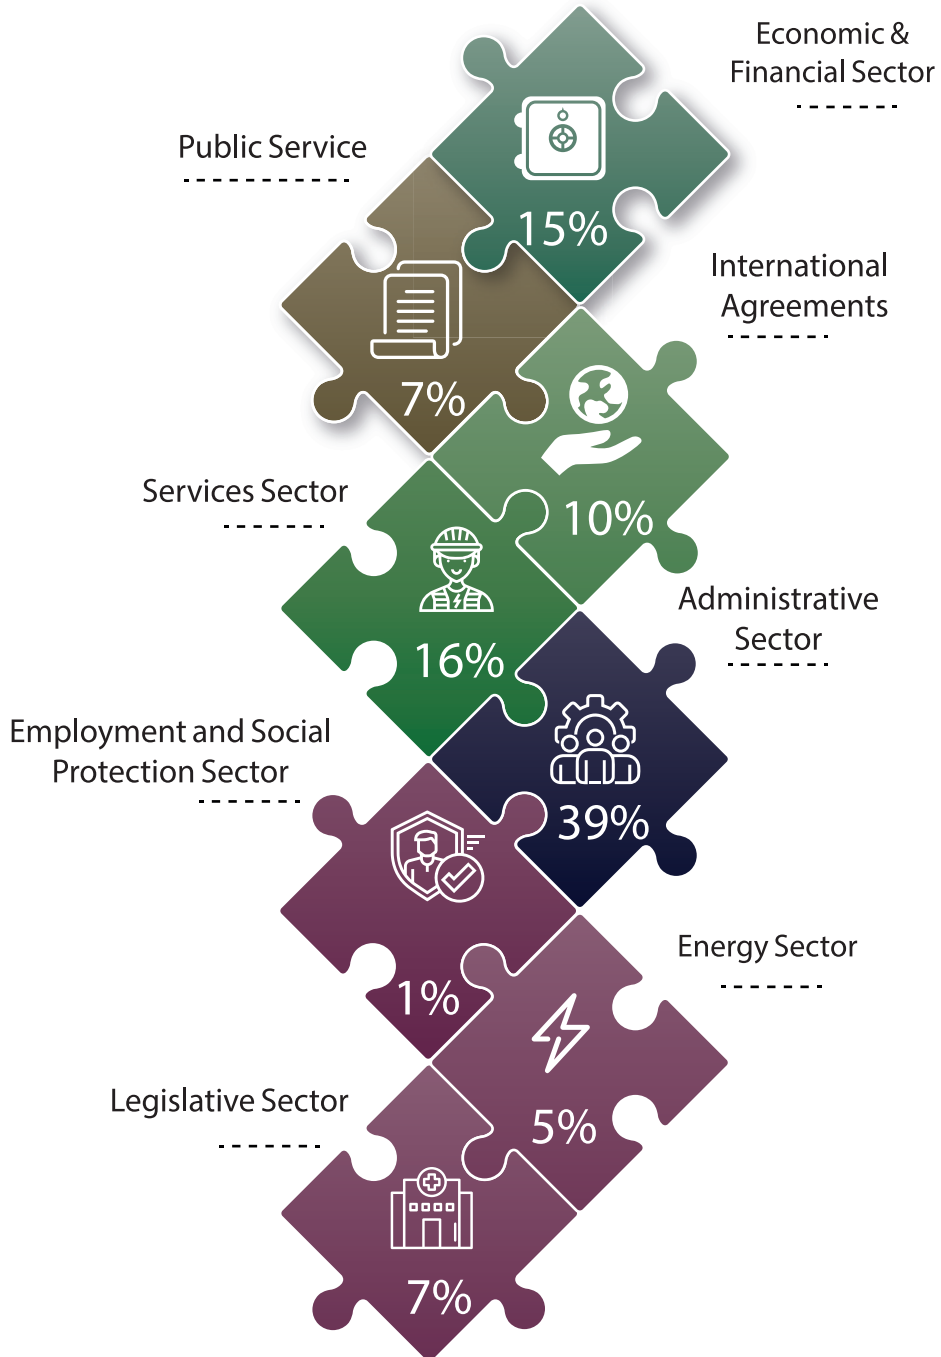 Economic &
Financial Sector
15%
Public Service
7%
International
Agreements
10%
Services Sector
16%
Administrative
Sector
39%
Employment and Social
Protection Sector
1%
Energy Sector
5%
Legislative Sector
7%